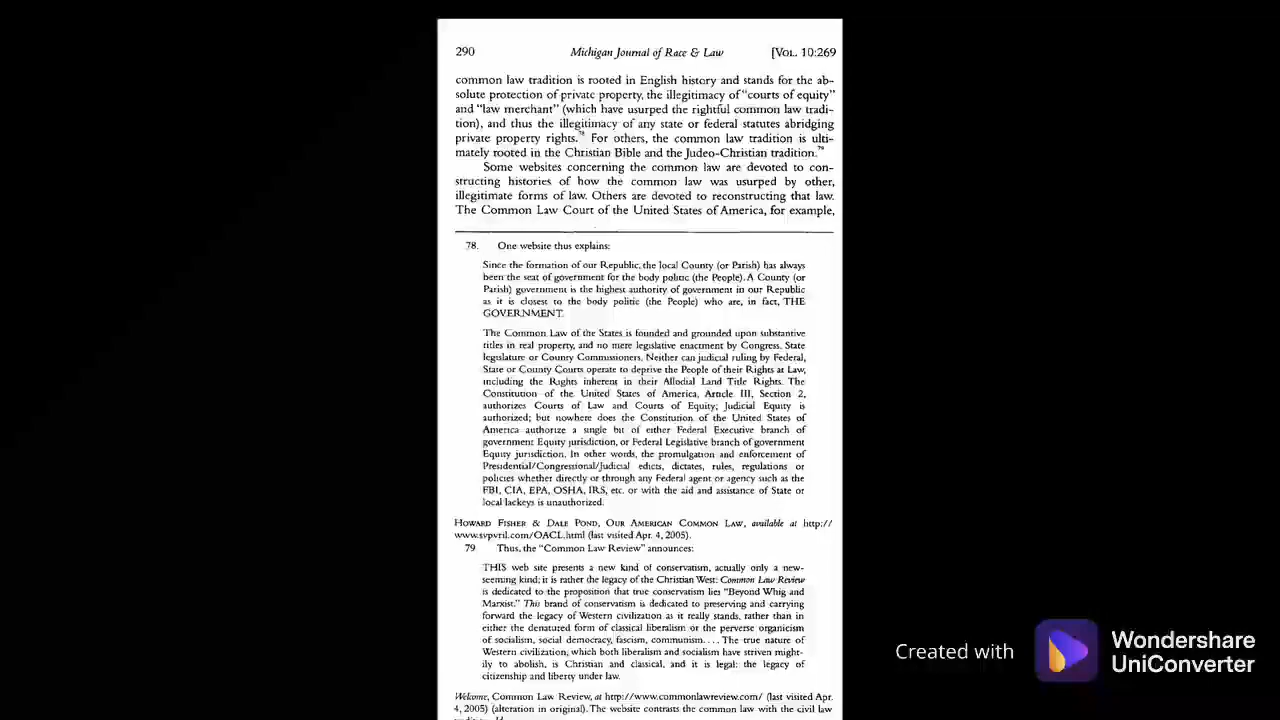 290 Michigan Journal of Race & Law [VOL. 10:269
common law tradition is rooted in English history and stands for the ab-
solute protection of private property, the illegitimacy of "courts of equity"
and "law merchant" (which have usurped the rightful common law tradi-
tion), and thus the illegitimacy of any state or federal statutes abridging
private property rights.78 For others, the common law tradition is ulti-
mately rooted in the Christian Bible and the Judeo-Christian tradition.79
Some websites concerning the common law are devoted to con-
structing histories of how the common law was usurped by other,
illegitimate forms of law. Others are devoted to reconstructing that law.
The Common Law Court of the United States of America, for example,
78. One website thus explains:
Since the formation of our Republic, the local County (or Parish) has always
been the seat of government for the body politic (the People). A County (or
Parish) government is the highest authority of government in our Republic
as it is closest to the body politic (the People) who are, in fact, THE
GOVERNMENT.
The Common Law of the States is founded and grounded upon substantive
titles in real property, and no mere legislative enactment by Congress, State
legislature or County Commissioners. Neither can judicial ruling by Federal,
State or County Courts operate to deprive the People of their Rights at Law,
including the Rights inherent in their Allodial Land Title Rights. The
Constitution of the United States of America, Article III, Section 2,
authorizes Courts of Law and Courts of Equity; Judicial Equity is
authorized; but nowhere does the Constitution of the United States of
America authorize a single bit of either Federal Executive branch of
government Equity jurisdiction, or Federal Legislative branch of government
Equity jurisdiction. In other words, the promulgation and enforcement of
Presidential/Congressional/Judicial edicts, dictates, rules, regulations or
policies whether directly or through any Federal agent or agency such as the
FBI, CIA, EPA, OSHA, IRS, etc. or with the aid and assistance of State or
local lackeys is unauthorized.
HOWARD FISHER & DALE POND, OUR AMERICAN COMMON LAW, available at http://
www.svpvril.com/OACL.html (last visited Apr. 4, 2005).
79 Thus, the "Common Law Review" announces:
THIS web site presents a new kind of conservatism, actually only a new-
seeming kind; it is rather the legacy of the Christian West: Common Law Review
is dedicated to the proposition that true conservatism lies "Beyond Whig and
Marxist." This brand of conservatism is dedicated to preserving and carrying
forward the legacy of Western civilization as it really stands, rather than in
either the denatured form of classical liberalism or the perverse organicism
of socialism, social democracy, fascism, communism. . . . The true nature of
Western civilization, which both liberalism and socialism have striven might-
ily to abolish, is Christian and classical, and it is legal: the legacy of
citizenship and liberty under law.
Welcome, Common Law Review, at http://www.commonlawreview.com/ (last visited Apr.
4, 2005) (alteration in original). The website contrasts the common law with the civil law
Created with Wondershare
UniConverter